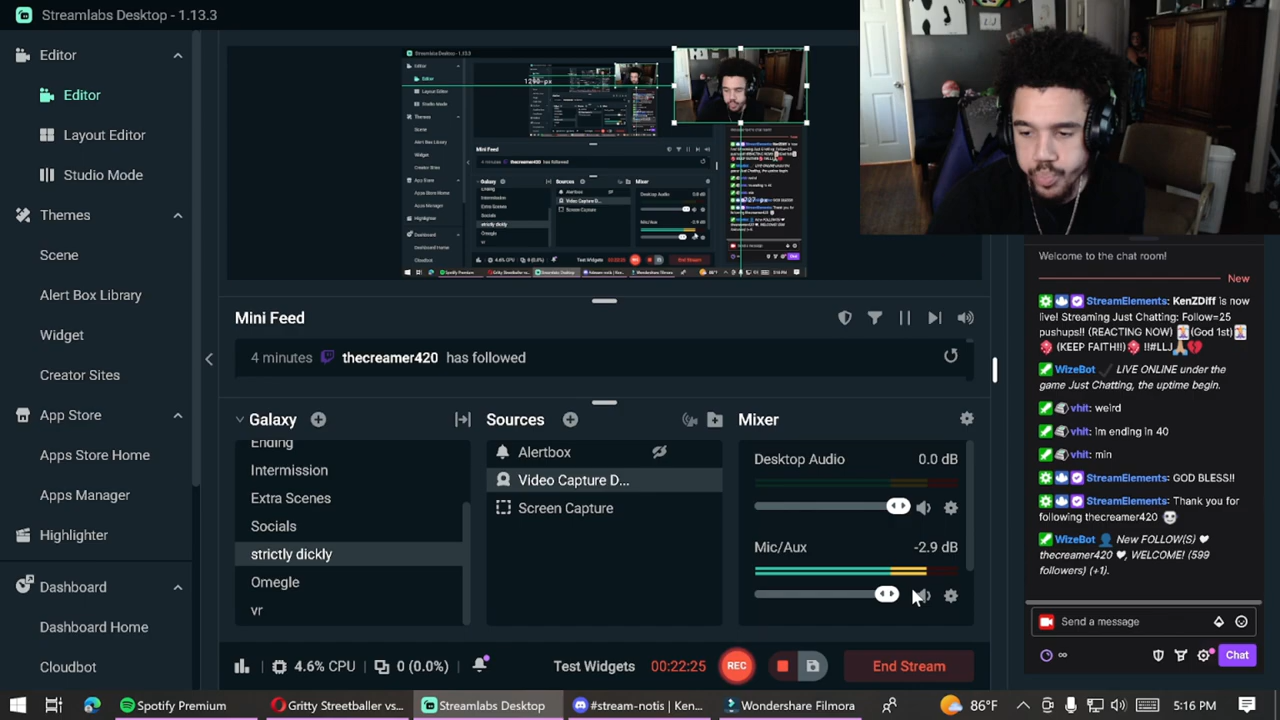 Streamlabs Desktop - 1.13.3
Editor
Editor
Layout Editor
Studio Mode
Themes
ne
Alert Box Library
Widget
Creator Sites
App Store
Apps Store Home
Apps Manager
Highlighter
Dashboard
Dashboard Home
Cloudbot
Mini Feed
4 minutes thecreamer420 has followed
Galaxy
Ending
Intermission
Extra Scenes
Socials
strictly dickly
Omegle
vr
Sources
Alertbox
Video Capture D...
Screen Capture
Mixer
Desktop Audio 0.0 dB
Mic/Aux -2.9 dB
4.6% CPU 0 (0.0%)
Test Widgets 00:22:25 REC End Stream
Welcome to the chat room!
New
StreamElements: KenZDiff is now
live! Streaming Just Chatting: Follow=25
pushups!! (REACTING NOW) (God 1st)
(KEEP FAITH!!) !!#LLJ
WizeBot LIVE ONLINE under the
game Just Chatting, the uptime begin.
vhit: weird
vhit: Im ending in 40
vhit: min
StreamElements: GOD BLESS!!
StreamElements: Thank you for
following thecreamer420
WizeBot New FOLLOW(S)
thecreamer420 , WELCOME! (599
followers) (+1).
Send a message
Chat
Spotify Premium
Gritty Streetballer vs...
Streamlabs Desktop
#stream-notis | Ken...
Wondershare Filmora
86°F
5:16 PM